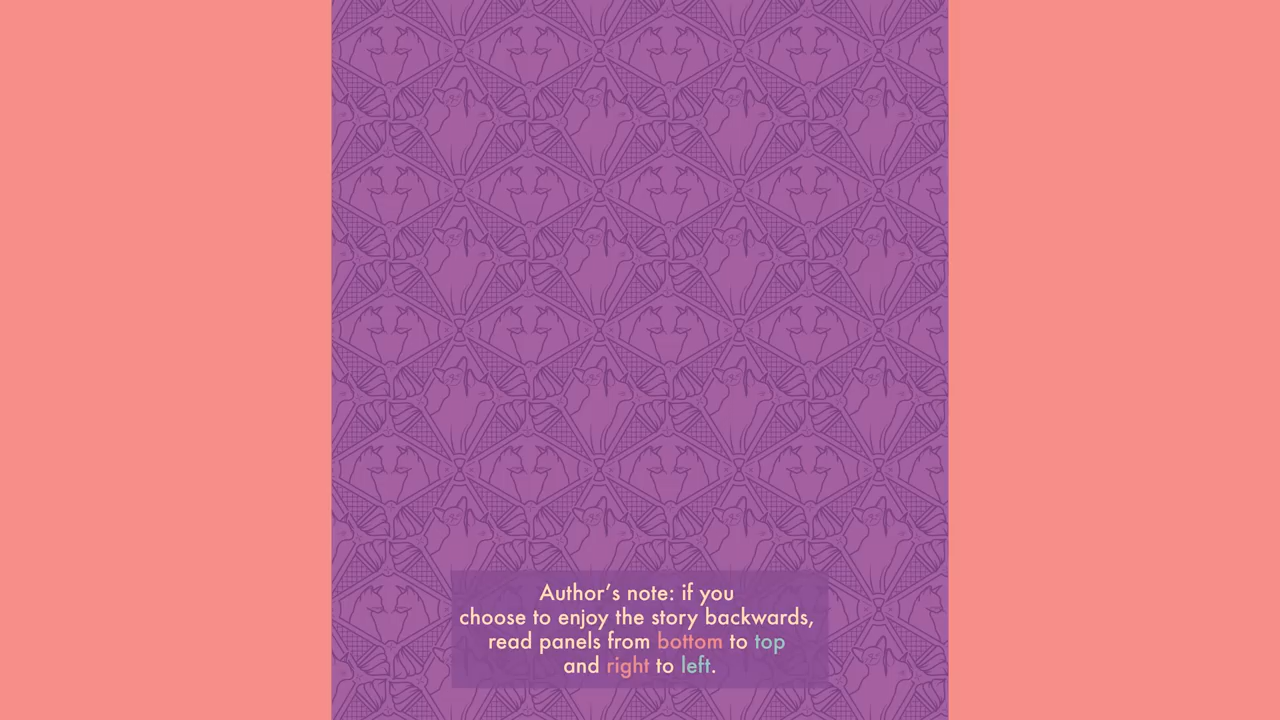 Author’s note: if you
choose to enjoy the story backwards,
read panels from bottom to top
and right to left.